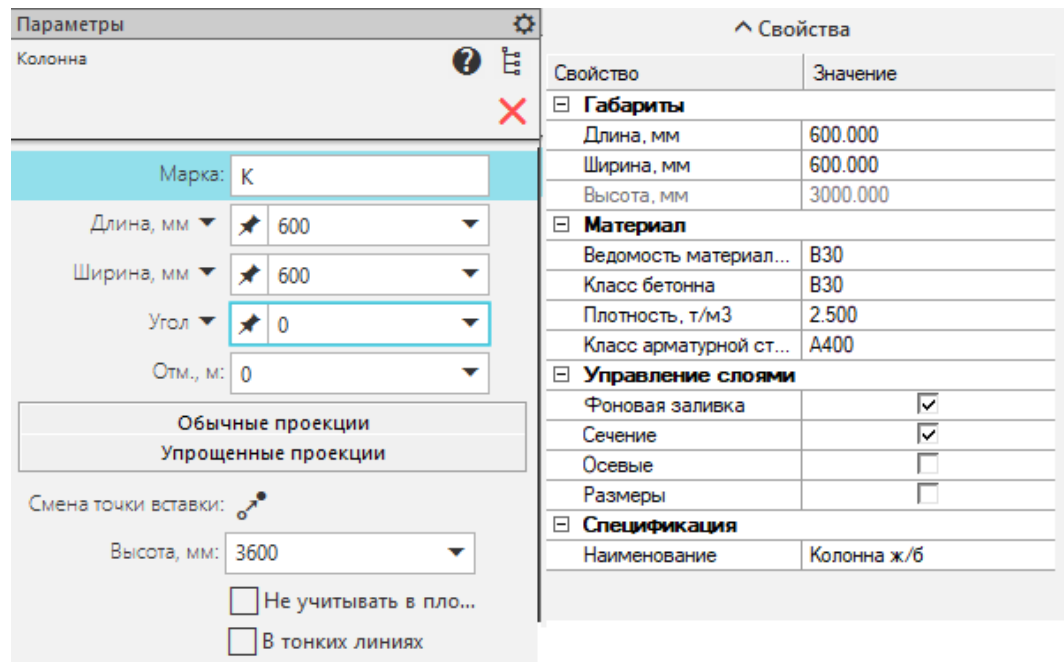 Параметры
Колонна
Марка: К
Длина, мм 600
Ширина, мм 600
Угол 0
Отм., м: 0
Обычные проекции
Упрощенные проекции
Смена точки вставки:
Высота, мм: 3600
Не учитывать в пло...
В тонких линиях
Свойства
Свойство Значение
Габариты
Длина, мм 600.000
Ширина, мм 600.000
Высота, мм 3000.000
Материал
Ведомость материал... B30
Класс бетонна B30
Плотность, т/м3 2.500
Класс арматурной ст... A400
Управление слоями
Фоновая заливка
Сечение
Осевые
Размеры
Спецификация
Наименование Колонна ж/б